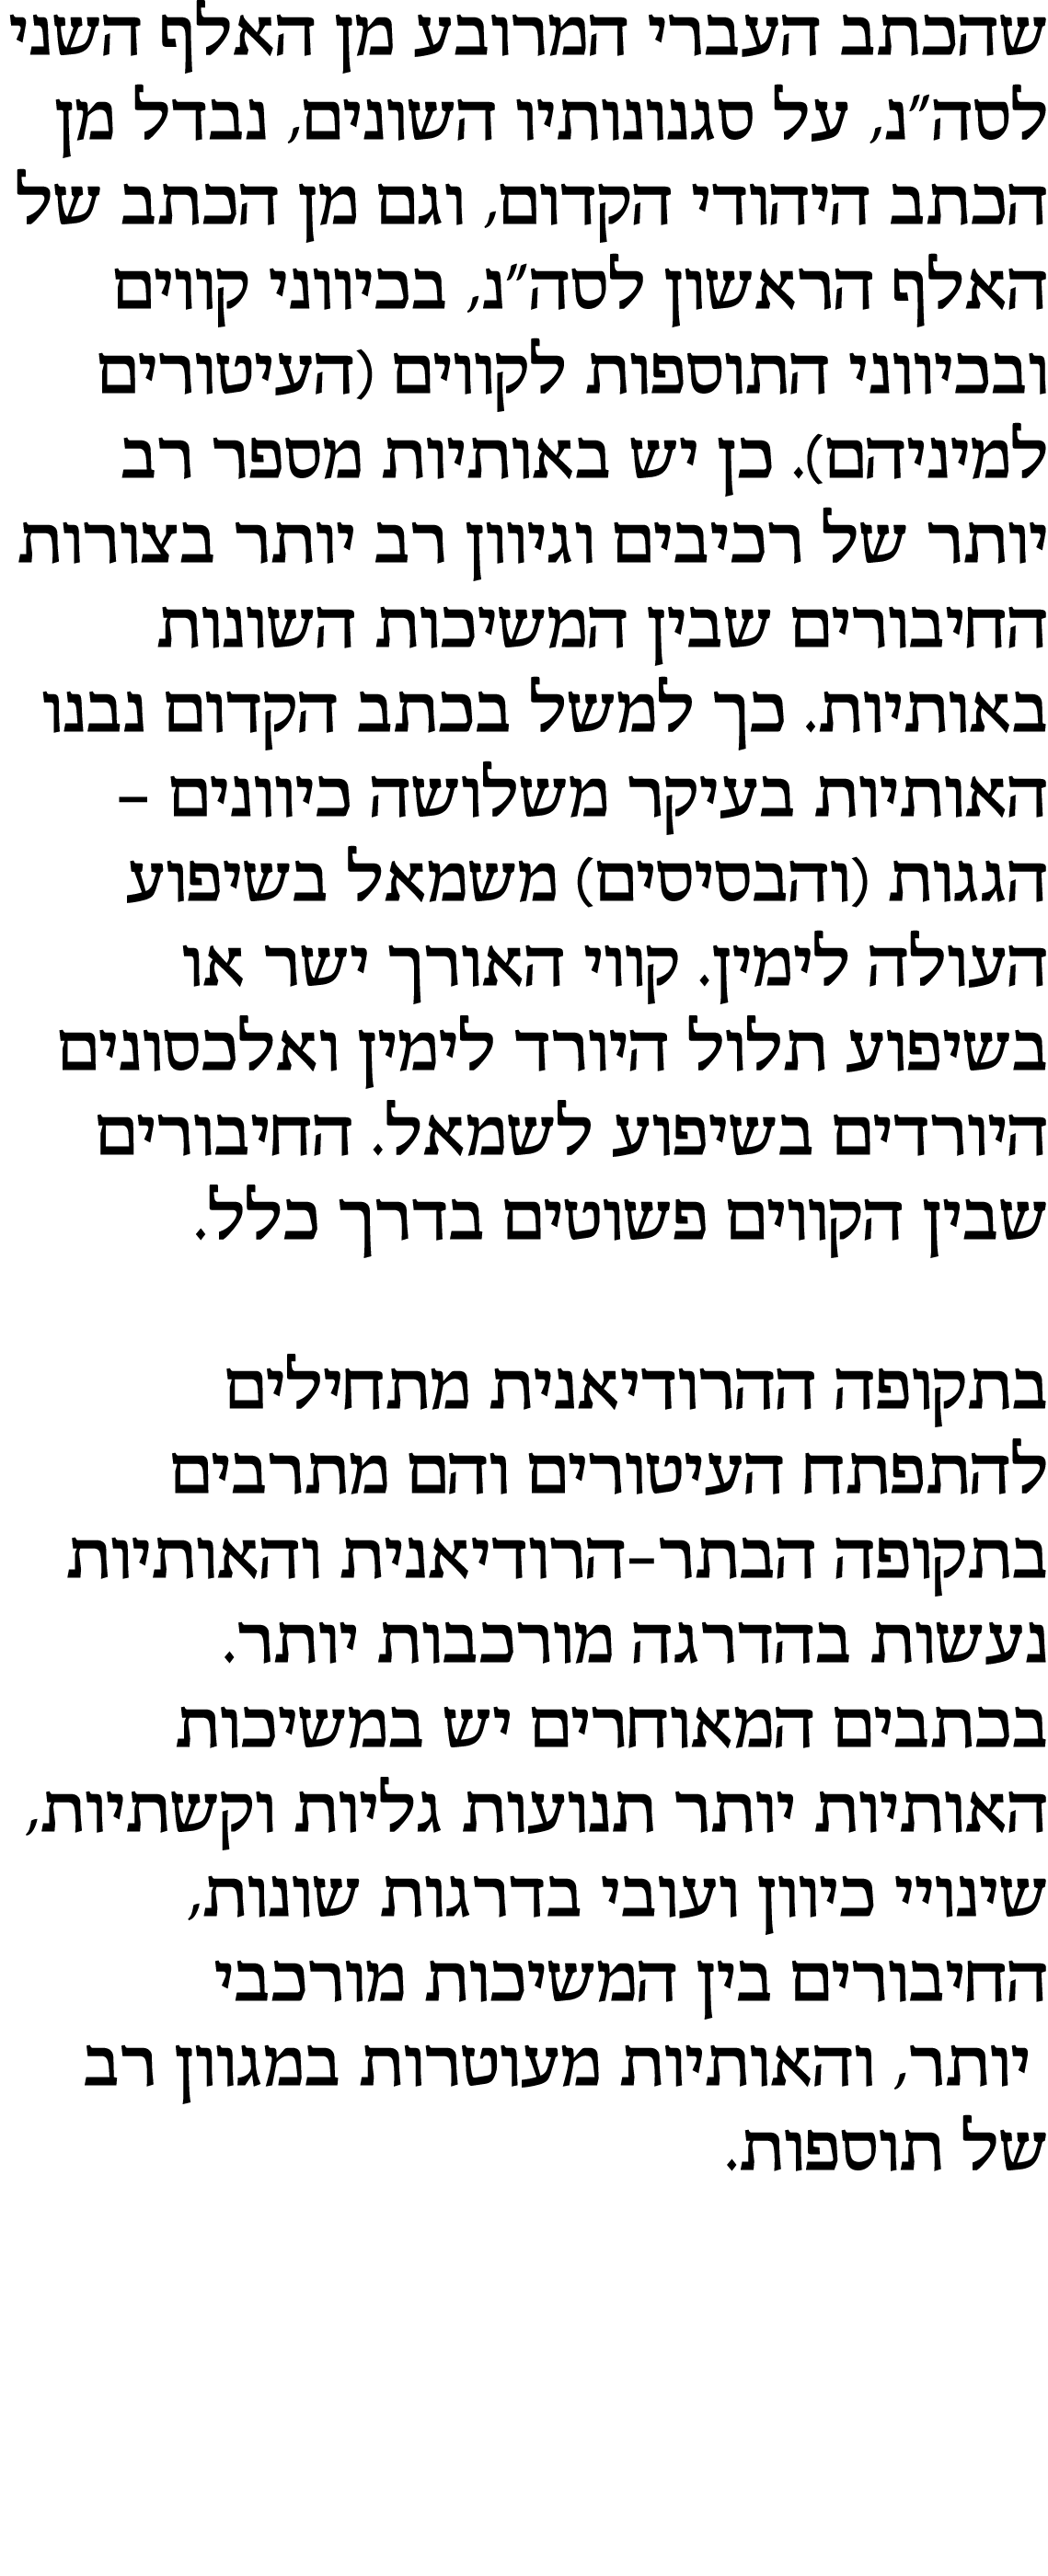 שהכתב העברי המרובע מן האלף השני
לסה״נ, על סגנונותיו השונים, נבדל מן
הכתב היהודי הקדום, וגם מן הכתב של
האלף הראשון לסה״נ, בכיווני קווים
ובכיווני התוספות לקווים (העיטורים
למיניהם). כן יש באותיות מספר רב
יותר של רכיבים וגיוון רב יותר בצורות
החיבורים שבין המשיכות השונות
באותיות. כך למשל בכתב הקדום נבנו
האותיות בעיקר משלושה כיוונים –
הגגות (והבסיסים) משמאל בשיפוע
העולה לימין. קווי האורך ישר או
בשיפוע תלול היורד לימין ואלכסונים
היורדים בשיפוע לשמאל. החיבורים
שבין הקווים פשוטים בדרך כלל.
בתקופה ההרודיאנית מתחילים
להתפתח העיטורים והם מתרבים
בתקופה הבתר-הרודיאנית והאותיות
נעשות בהדרגה מורכבות יותר.
בכתבים המאוחרים יש במשיכות
האותיות יותר תנועות גליות וקשתיות,
שינויי כיוון ועובי בדרגות שונות,
החיבורים בין המשיכות מורכבי
יותר, והאותיות מעוטרות במגוון רב
של תוספות.